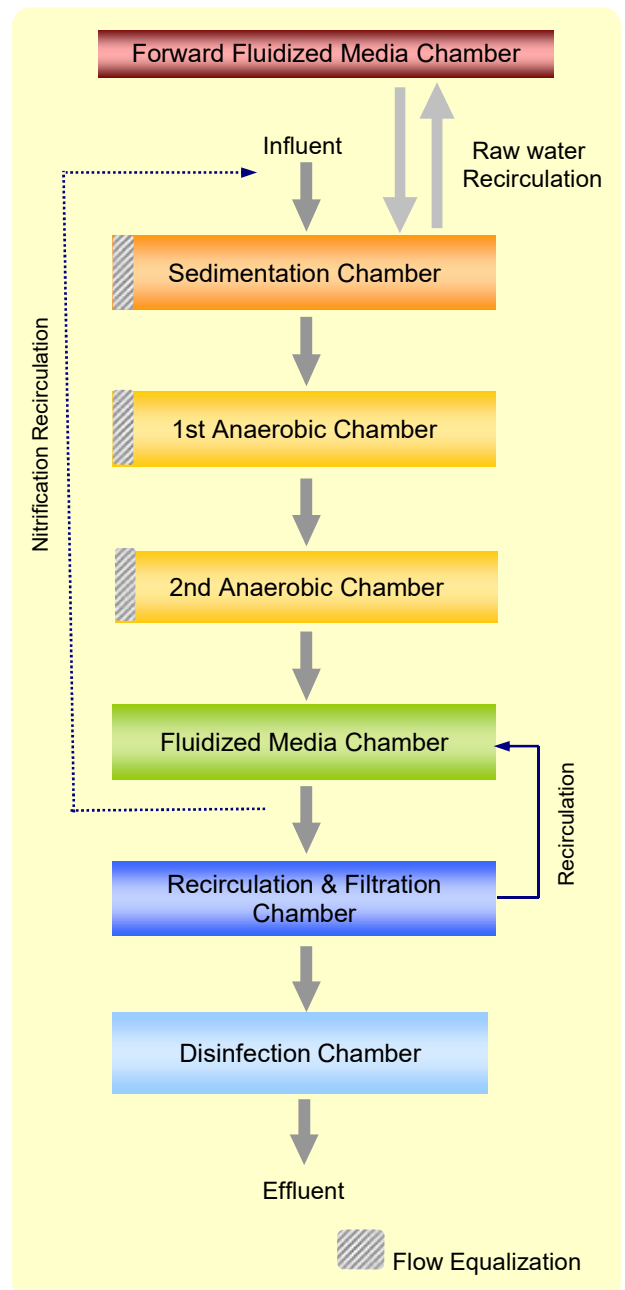 Forward Fluidized Media Chamber
Influent
Raw water
Recirculation
Sedimentation Chamber
Nitrification Recirculation
1st Anaerobic Chamber
2nd Anaerobic Chamber
Fluidized Media Chamber
Recirculation
Recirculation & Filtration
Chamber
Disinfection Chamber
Effluent
Flow Equalization